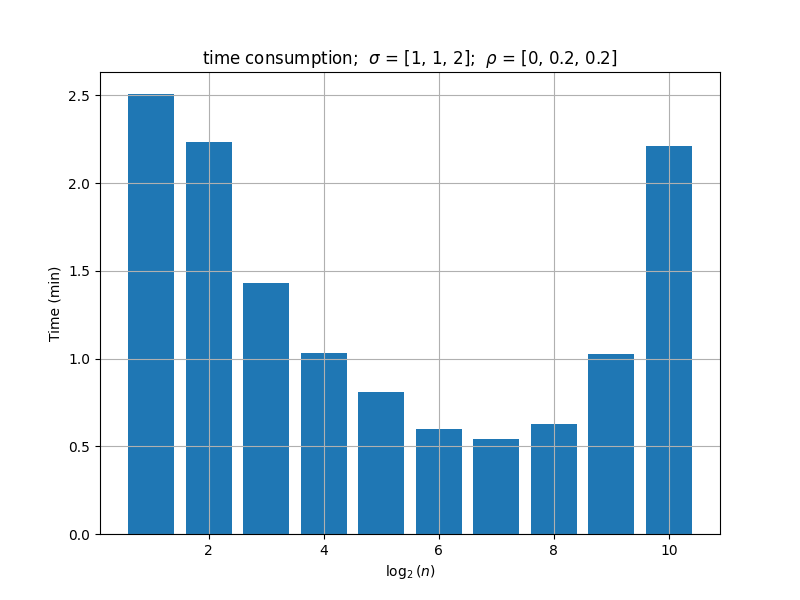 time consumption;  σ = [1, 1, 2];  ρ = [0, 0.2, 0.2]
2.5
2.0
1.5
1.0
0.5
0.0
Time (min)
2 4 6 8 10
log₂(n)